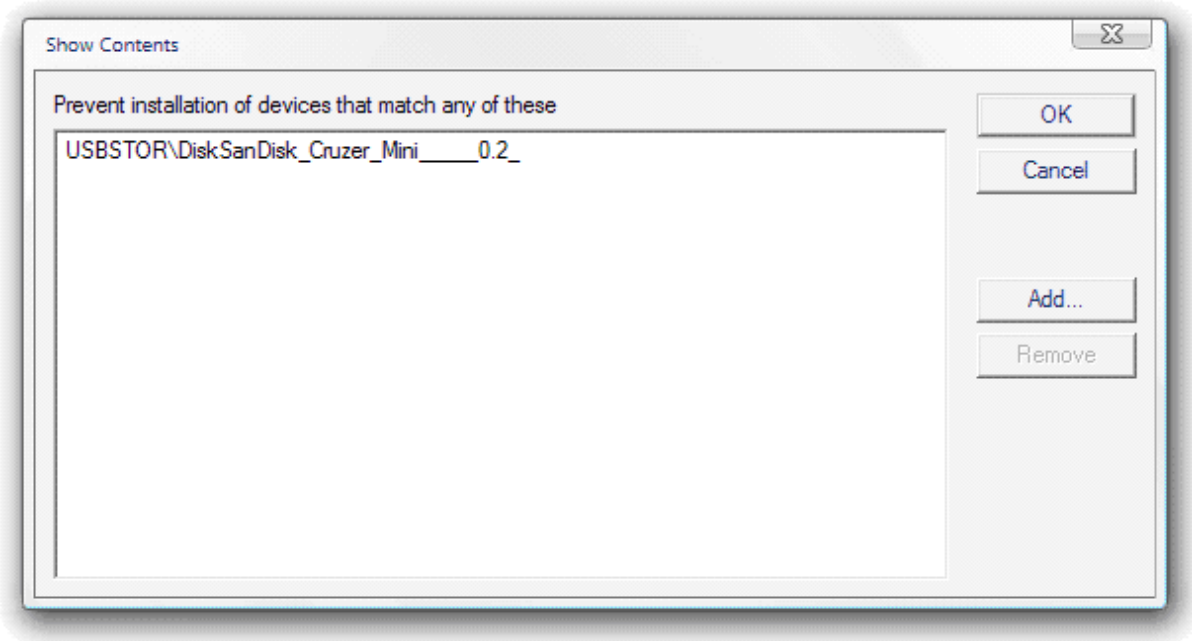 Show Contents
Prevent installation of devices that match any of these
OK
USBSTOR\DiskSanDisk_Cruzer_Mini_____0.2_
Cancel
Add...
Remove